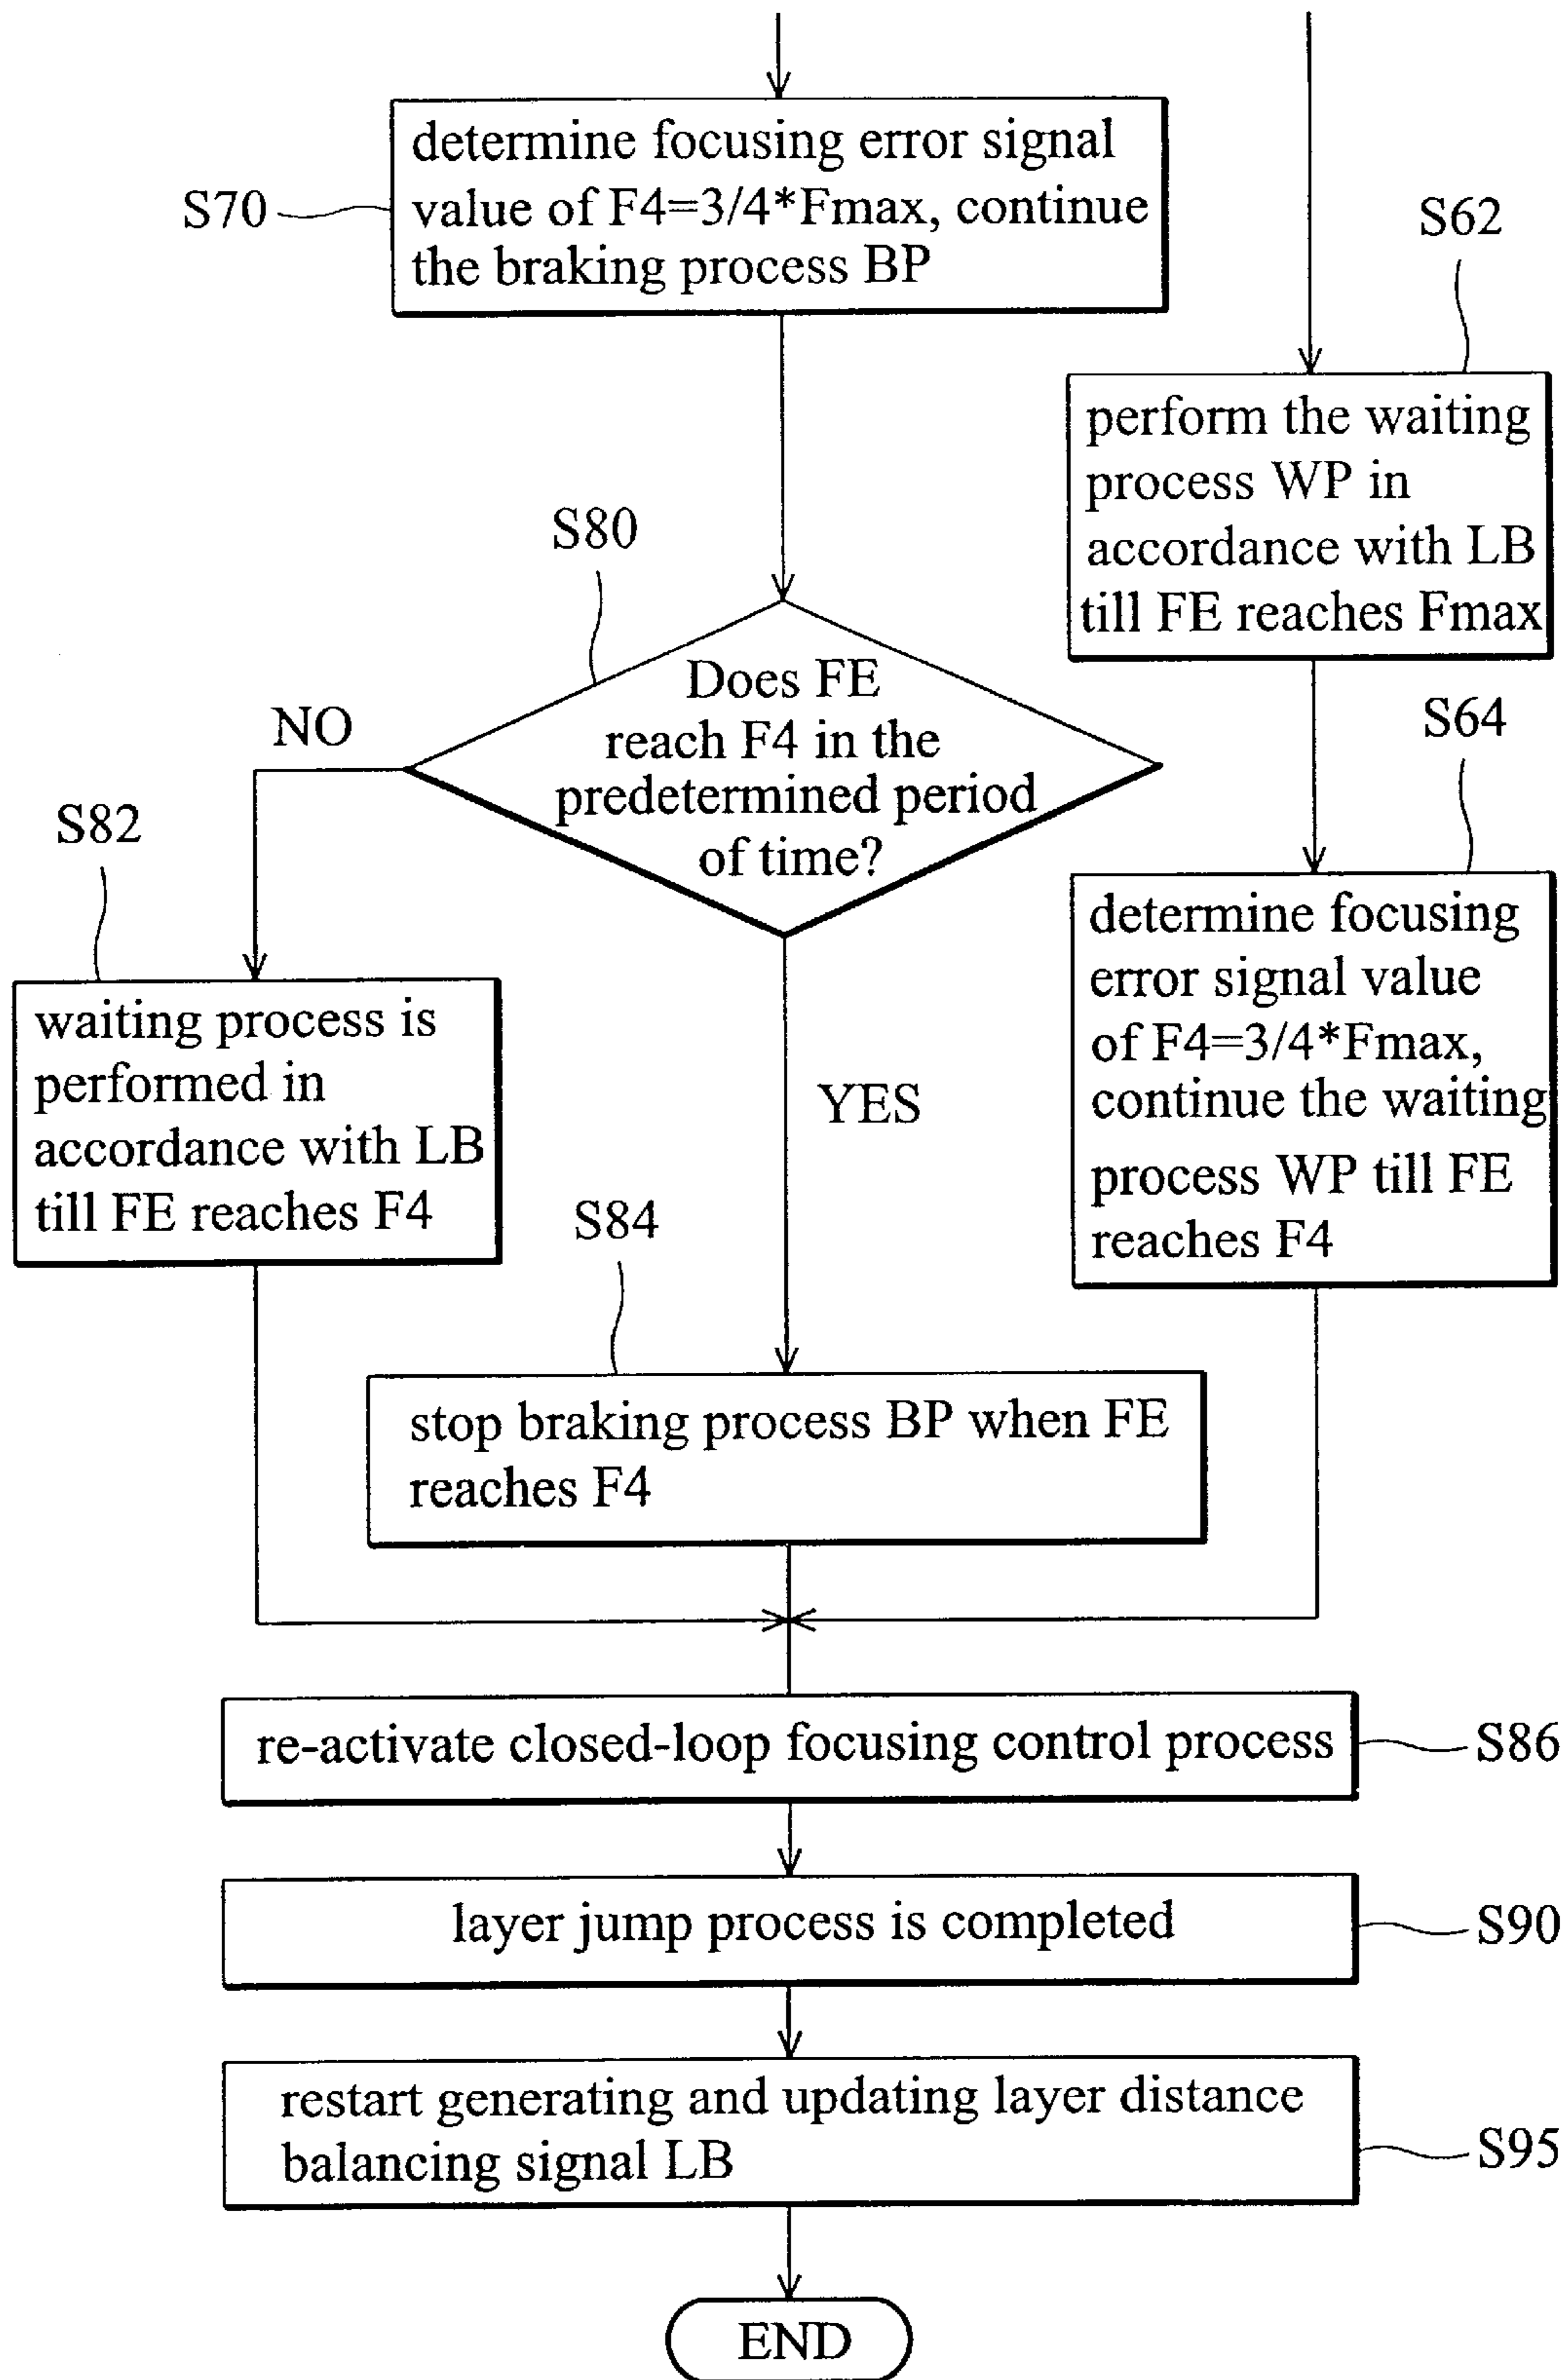 determine focusing error signal
value of F4=3/4*Fmax, continue
the braking process BP
S70
S62
perform the waiting
process WP in
accordance with LB
till FE reaches Fmax
S80
Does FE
reach F4 in the
predetermined period
of time?
NO
S64
S82
determine focusing
error signal value
of F4=3/4*Fmax,
continue the waiting
process WP till FE
reaches F4
waiting process is
performed in
accordance with LB
till FE reaches F4
YES
S84
stop braking process BP when FE
reaches F4
re-activate closed-loop focusing control process
S86
layer jump process is completed
S90
restart generating and updating layer distance
balancing signal LB
S95
END